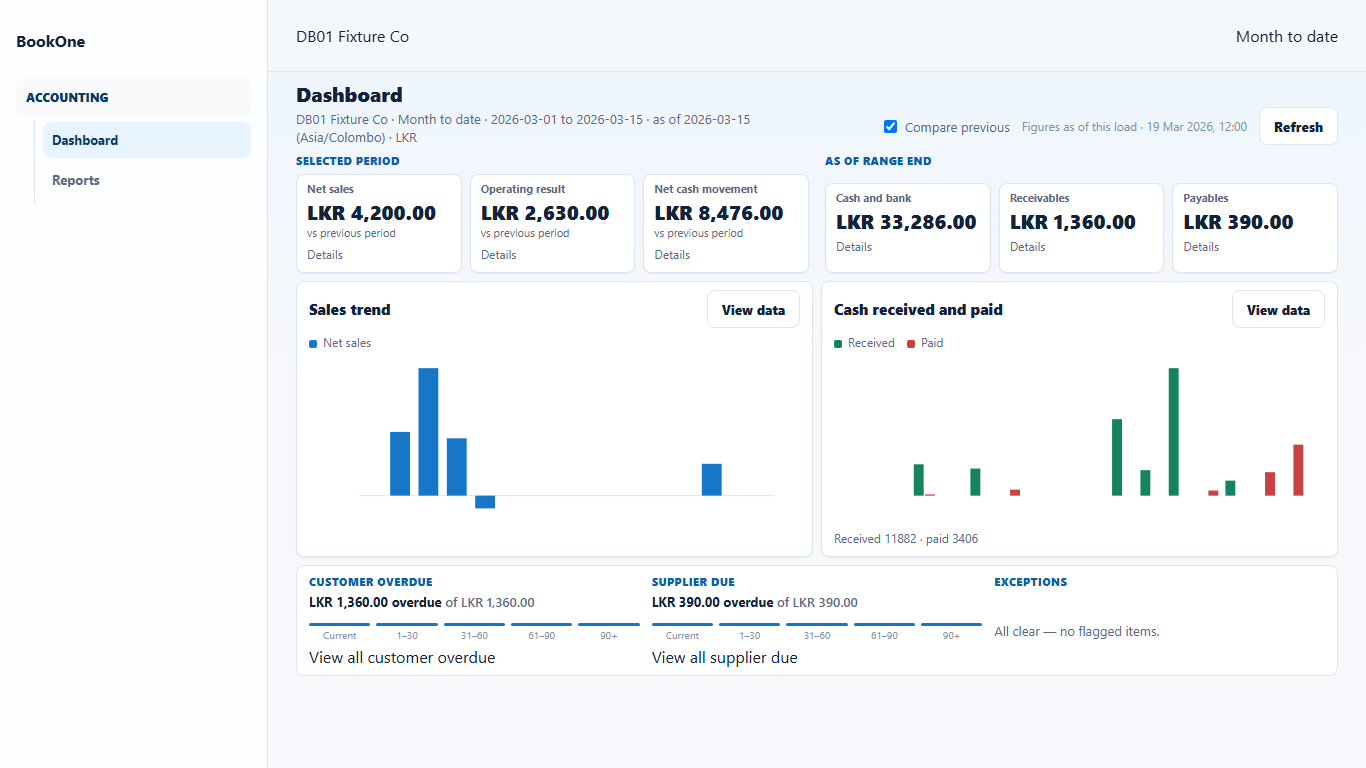 BookOne
ACCOUNTING
Dashboard
Reports
DB01 Fixture Co
Month to date
Dashboard
DB01 Fixture Co · Month to date · 2026-03-01 to 2026-03-15 · as of 2026-03-15
(Asia/Colombo) · LKR
Compare previous
Figures as of this load · 19 Mar 2026, 12:00
Refresh
SELECTED PERIOD
Net sales
LKR 4,200.00
vs previous period
Details
Operating result
LKR 2,630.00
vs previous period
Details
Net cash movement
LKR 8,476.00
vs previous period
Details
AS OF RANGE END
Cash and bank
LKR 33,286.00
Details
Receivables
LKR 1,360.00
Details
Payables
LKR 390.00
Details
Sales trend
View data
Net sales
Cash received and paid
View data
Received
Paid
Received 11882 · paid 3406
CUSTOMER OVERDUE
LKR 1,360.00 overdue of LKR 1,360.00
Current 1–30 31–60 61–90 90+
View all customer overdue
SUPPLIER DUE
LKR 390.00 overdue of LKR 390.00
Current 1–30 31–60 61–90 90+
View all supplier due
EXCEPTIONS
All clear — no flagged items.